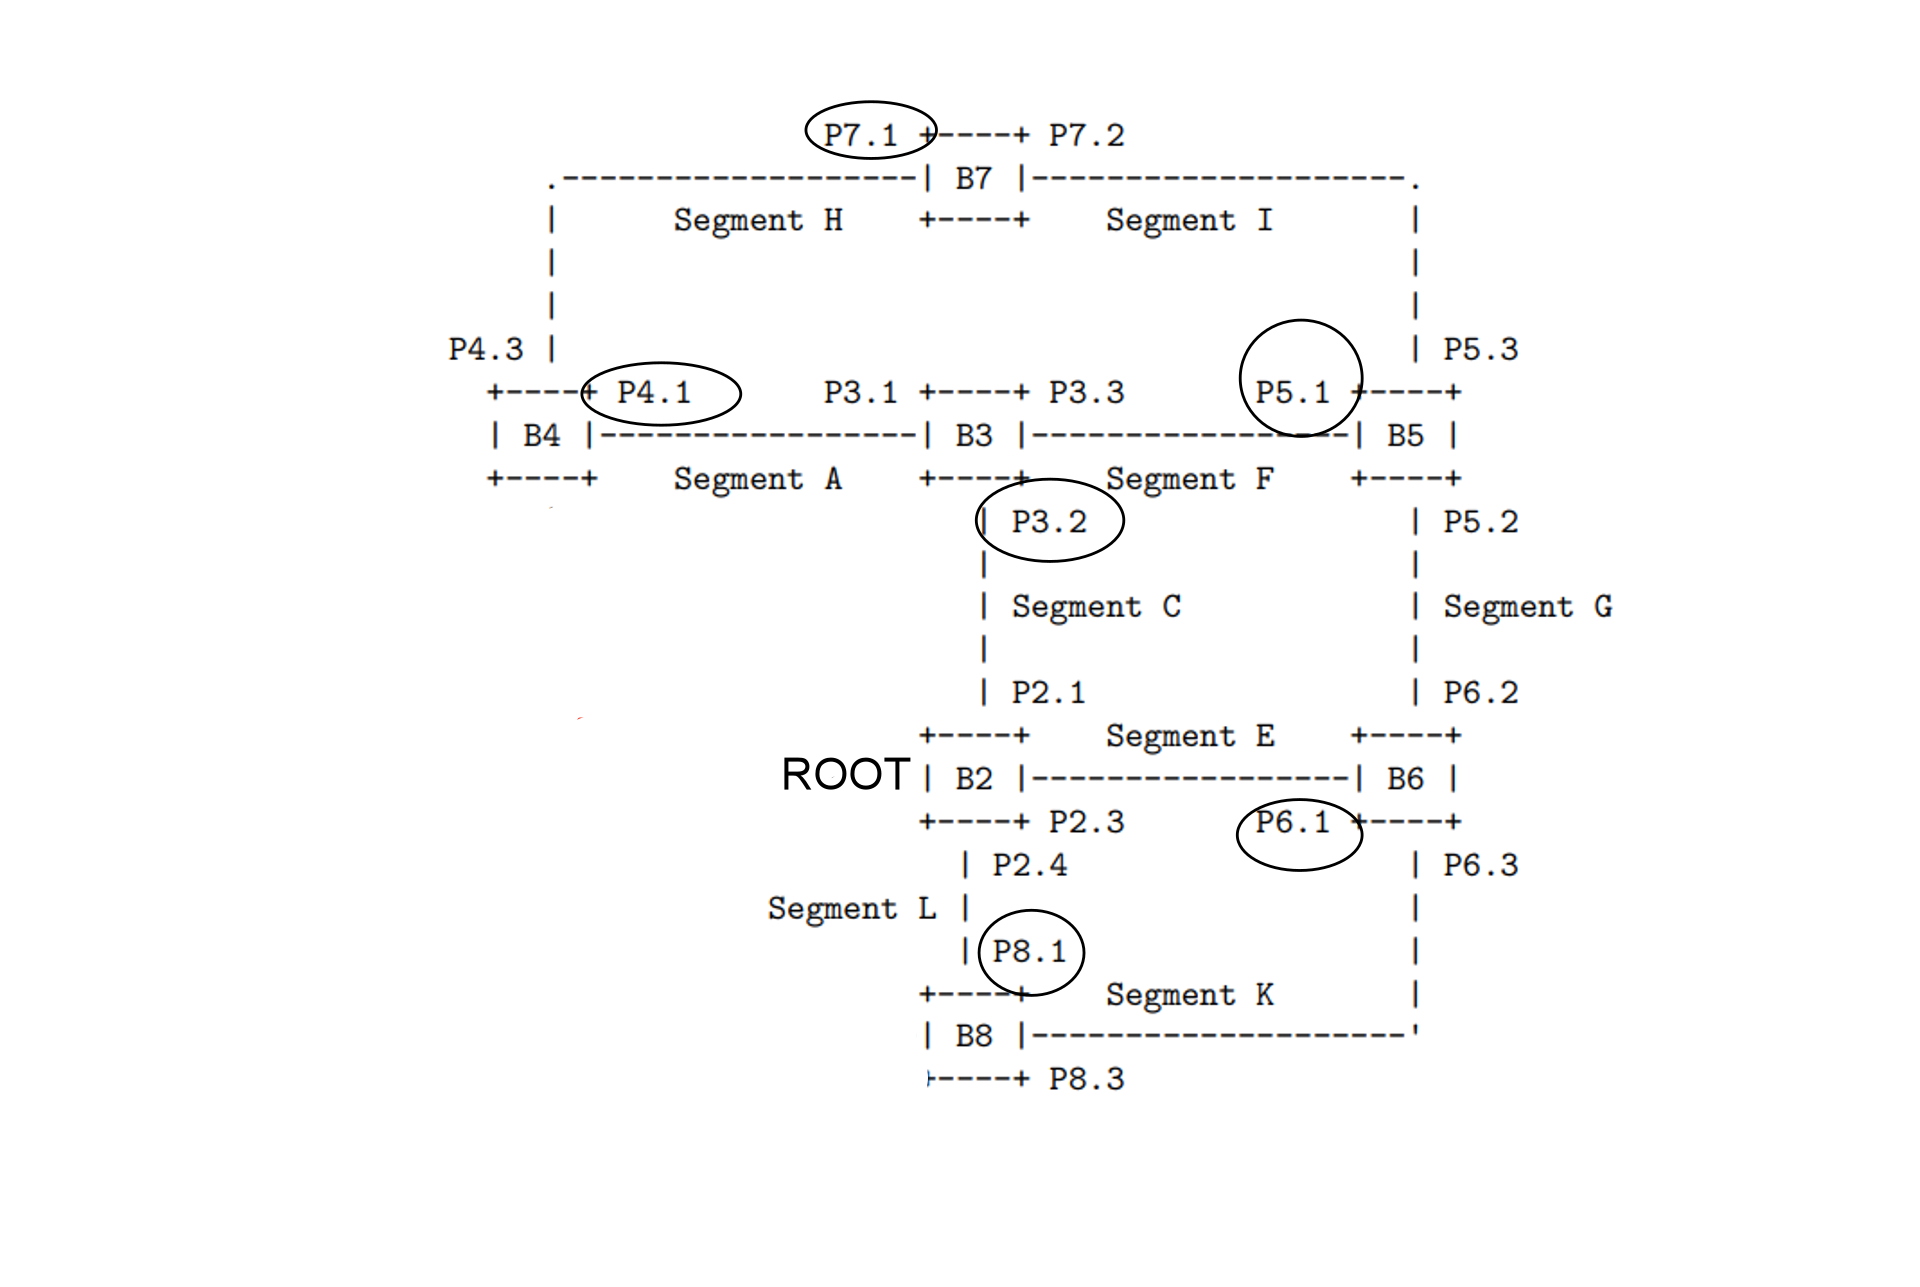 P7.1 +----+ P7.2
.-------------------| B7 |--------------------.
| Segment H +----+ Segment I |
| |
| |
P4.3 | | P5.3
+----+ P4.1 P3.1 +----+ P3.3 P5.1 +----+
| B4 |-----------------| B3 |-----------------| B5 |
+----+ Segment A +----+ Segment F +----+
| P3.2 | P5.2
| |
| Segment C | Segment G
| |
| P2.1 | P6.2
+----+ Segment E +----+
ROOT | B2 |-----------------| B6 |
+----+ P2.3 P6.1 +----+
| P2.4 | P6.3
Segment L | |
| P8.1 |
+----+ Segment K |
| B8 |--------------------'
+----+ P8.3